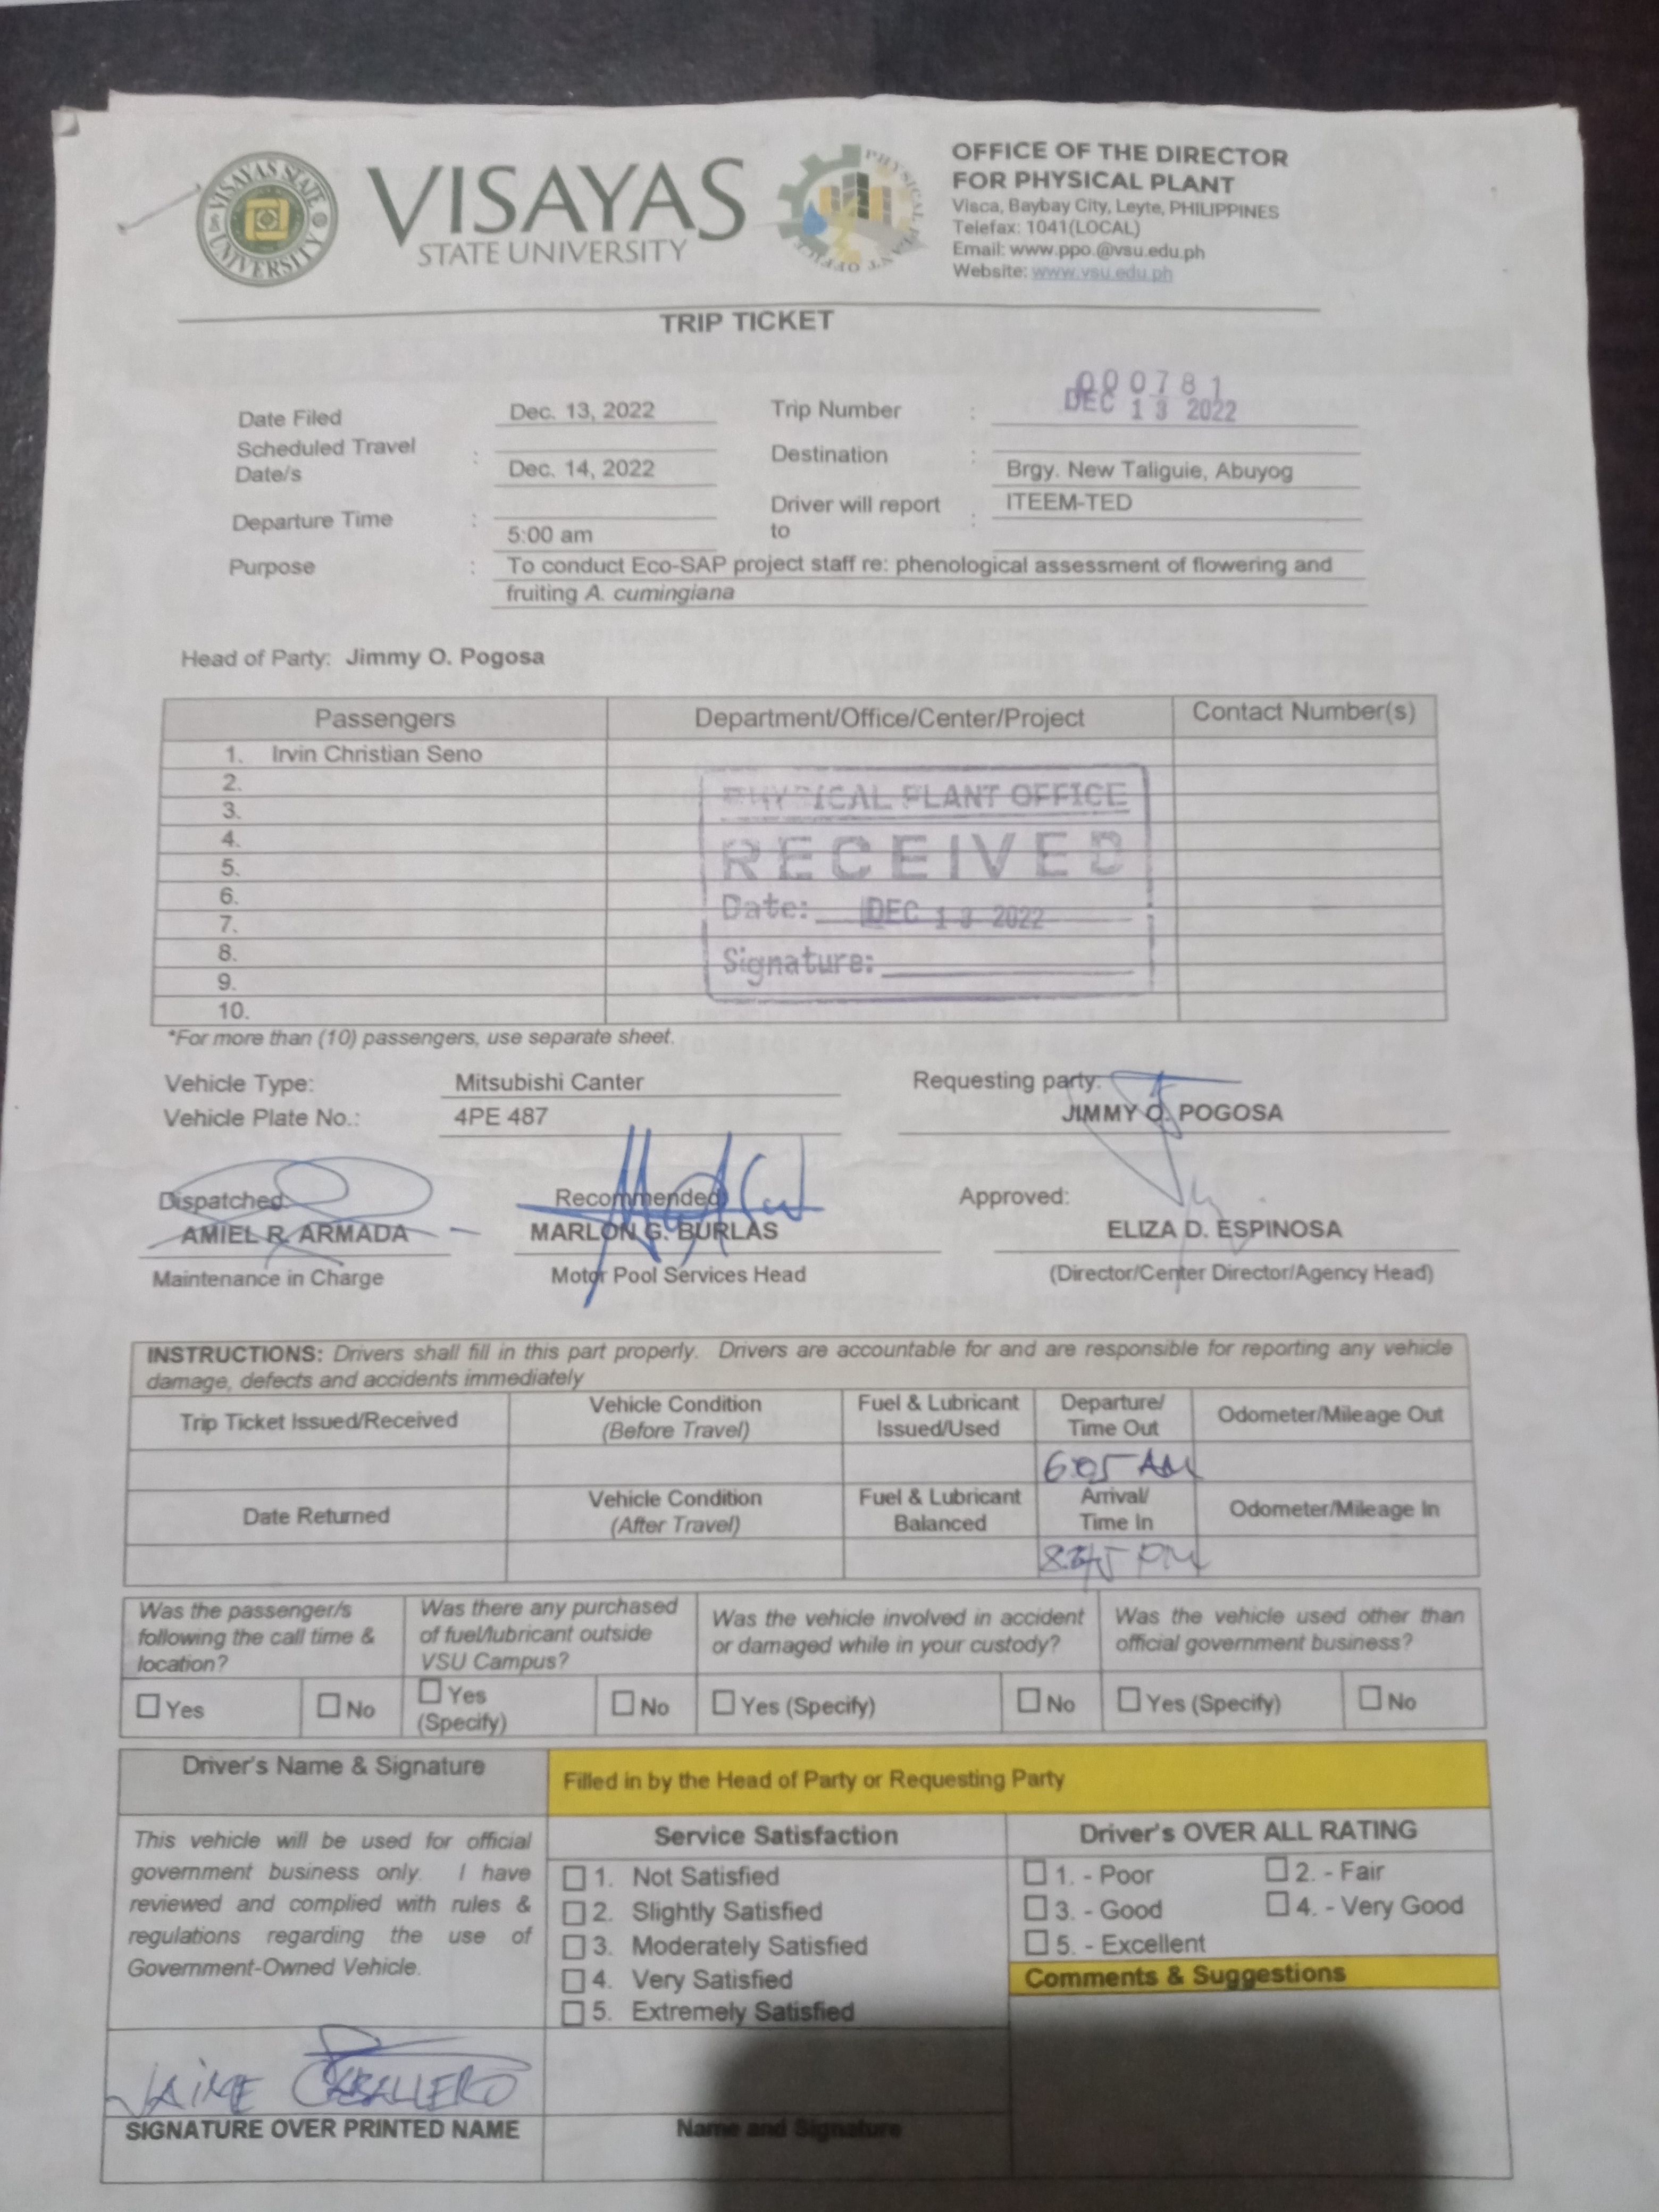 VISAYAS STATE UNIVERSITY
VISAYAS
STATE UNIVERSITY
PHYSICAL PLANT OFFICE
OFFICE OF THE DIRECTOR
FOR PHYSICAL PLANT
Visca, Baybay City, Leyte, PHILIPPINES
Telefax: 1041(LOCAL)
Email: www.ppo.@vsu.edu.ph
Website: www.vsu.edu.ph
TRIP TICKET
000781
Date Filed Dec. 13, 2022 Trip Number : DEC 13 2022
Scheduled Travel Date/s : Dec. 14, 2022 Destination : Brgy. New Taliguie, Abuyog
Departure Time : 5:00 am Driver will report to : ITEEM-TED
Purpose : To conduct Eco-SAP project staff re: phenological assessment of flowering and
fruiting A. cumingiana
Head of Party: Jimmy O. Pogosa
Passengers Department/Office/Center/Project Contact Number(s)
1. Irvin Christian Seno
2.
3.
4.
5.
6.
7.
8.
9.
10.
PHYSICAL PLANT OFFICE
RECEIVED
Date: DEC 13 2022
Signature:
*For more than (10) passengers, use separate sheet.
Vehicle Type: Mitsubishi Canter Requesting party:
Vehicle Plate No.: 4PE 487 JIMMY O. POGOSA
Dispatched: Recommended Approved:
AMIEL R. ARMADA MARLON G. BURLAS ELIZA D. ESPINOSA
Maintenance in Charge Motor Pool Services Head (Director/Center Director/Agency Head)
INSTRUCTIONS: Drivers shall fill in this part properly. Drivers are accountable for and are responsible for reporting any vehicle
damage, defects and accidents immediately
Trip Ticket Issued/Received Vehicle Condition (Before Travel) Fuel & Lubricant Issued/Used Departure/ Time Out Odometer/Mileage Out
6:05 AM
Date Returned Vehicle Condition (After Travel) Fuel & Lubricant Balanced Arrival/ Time In Odometer/Mileage In
PM
Was the passenger/s following the call time & location? Was there any purchased of fuel/lubricant outside VSU Campus? Was the vehicle involved in accident or damaged while in your custody? Was the vehicle used other than official government business?
Yes No Yes (Specify) No Yes (Specify) No Yes (Specify) No
Driver's Name & Signature Filled in by the Head of Party or Requesting Party
This vehicle will be used for official
government business only. I have
reviewed and complied with rules &
regulations regarding the use of
Government-Owned Vehicle.
Service Satisfaction
1. Not Satisfied
2. Slightly Satisfied
3. Moderately Satisfied
4. Very Satisfied
5. Extremely Satisfied
Driver's OVER ALL RATING
1. - Poor 2. - Fair
3. - Good 4. - Very Good
5. - Excellent
Comments & Suggestions
JAIME CABALLERO
SIGNATURE OVER PRINTED NAME Name and Signature